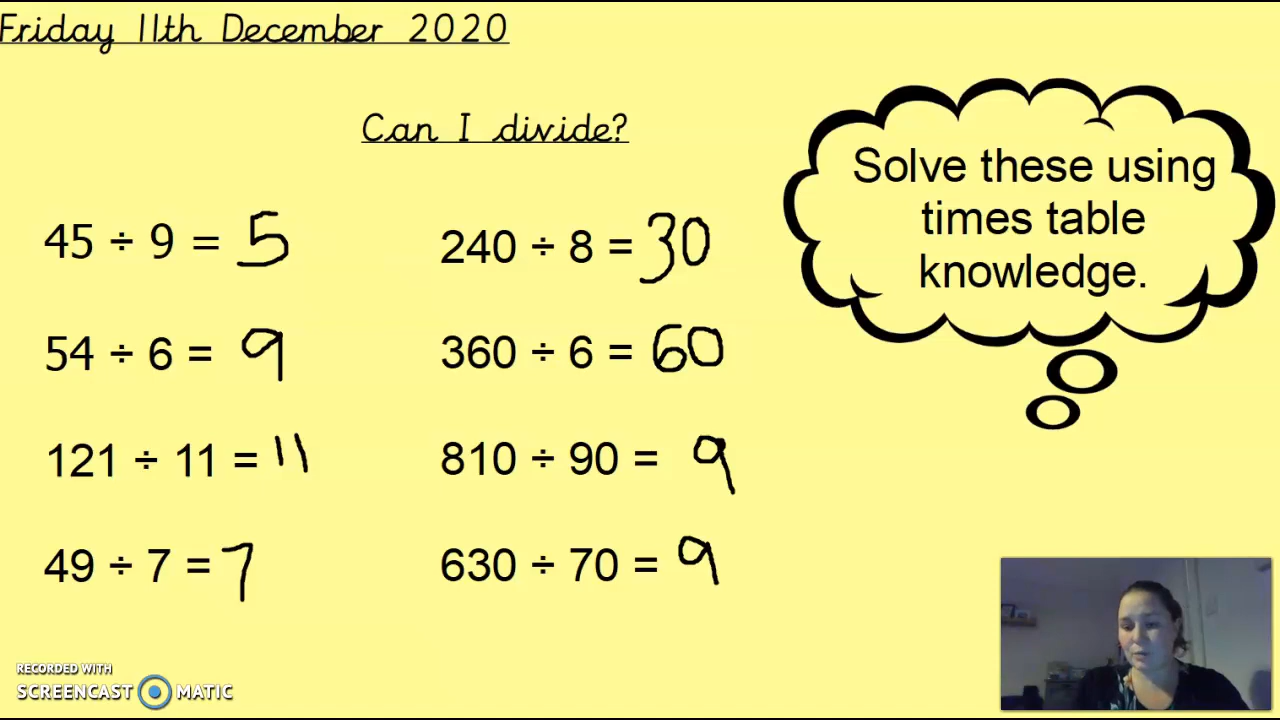 Friday 11th December 2020
Can I divide?
45 ÷ 9 = 5
54 ÷ 6 = 9
121 ÷ 11 = 11
49 ÷ 7 = 7
240 ÷ 8 = 30
360 ÷ 6 = 60
810 ÷ 90 = 9
630 ÷ 70 = 9
Solve these using
times table
knowledge.
RECORDED WITH
SCREENCAST MATIC